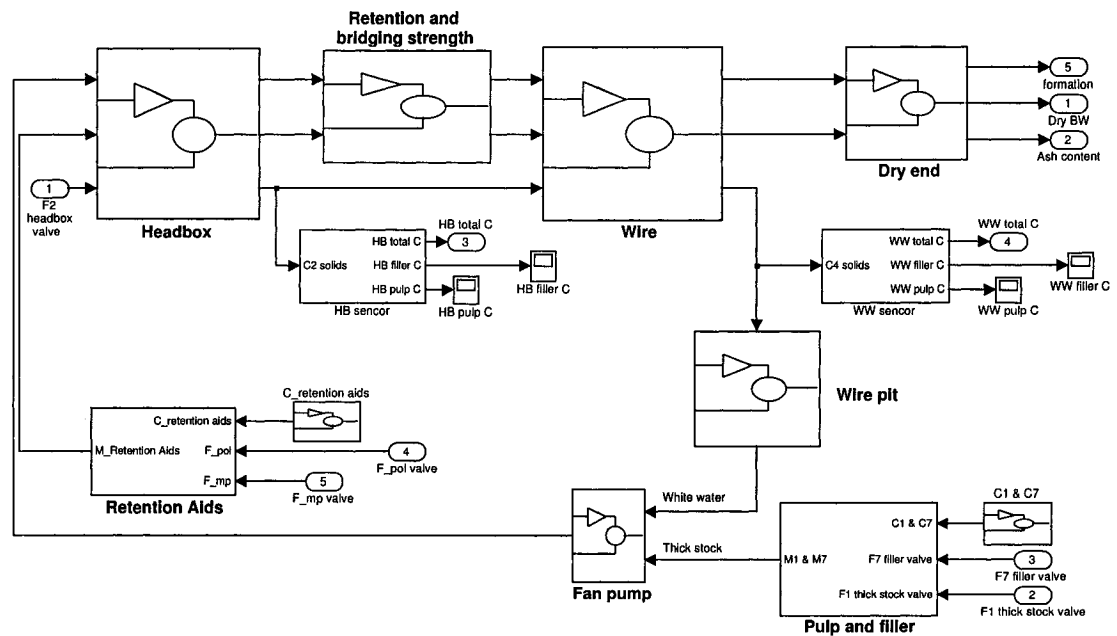 Retention and
bridging strength
5
formation
1
Dry BW
2
Ash content
Dry end
1
F2
headbox
valve
Headbox
Wire
HB total C
HB total C
3
C2 solids
HB filler C
HB filler C
HB pulp C
HB pulp C
HB sencor
WW total C
WW total C
4
C4 solids
WW filler C
WW filler C
WW pulp C
WW pulp C
WW sencor
Wire pit
C_retention aids
C_retention aids
M_Retention Aids
F_pol
4
F_pol valve
F_mp
5
F_mp valve
Retention Aids
White water
Thick stock
Fan pump
C1 & C7
C1 & C7
M1 & M7
F7 filler valve
3
F7 filler valve
F1 thick stock valve
2
F1 thick stock valve
Pulp and filler